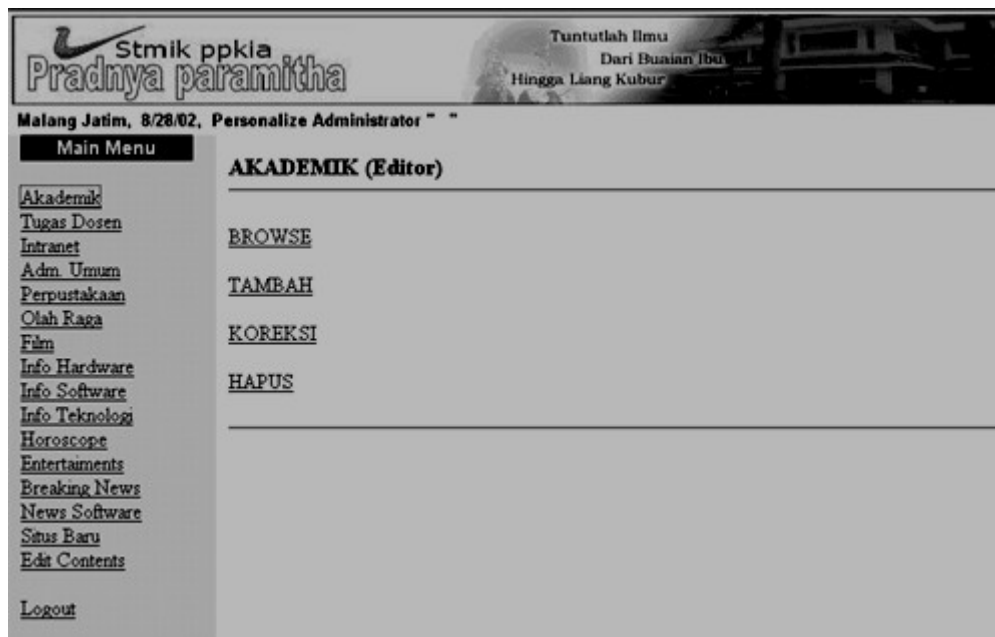 Stmik ppkia
Pradnya paramitha
Tuntutlah Ilmu
Dari Buaian Ibu
Hingga Liang Kubur
Malang Jatim, 8/28/02, Personalize Administrator " "
Main Menu
Akademik
Tugas Dosen
Intranet
Adm. Umum
Perpustakaan
Olah Raga
Film
Info Hardware
Info Software
Info Teknologi
Horoscope
Entertaiments
Breaking News
News Software
Situs Baru
Edit Contents
Logout
AKADEMIK (Editor)
BROWSE
TAMBAH
KOREKSI
HAPUS